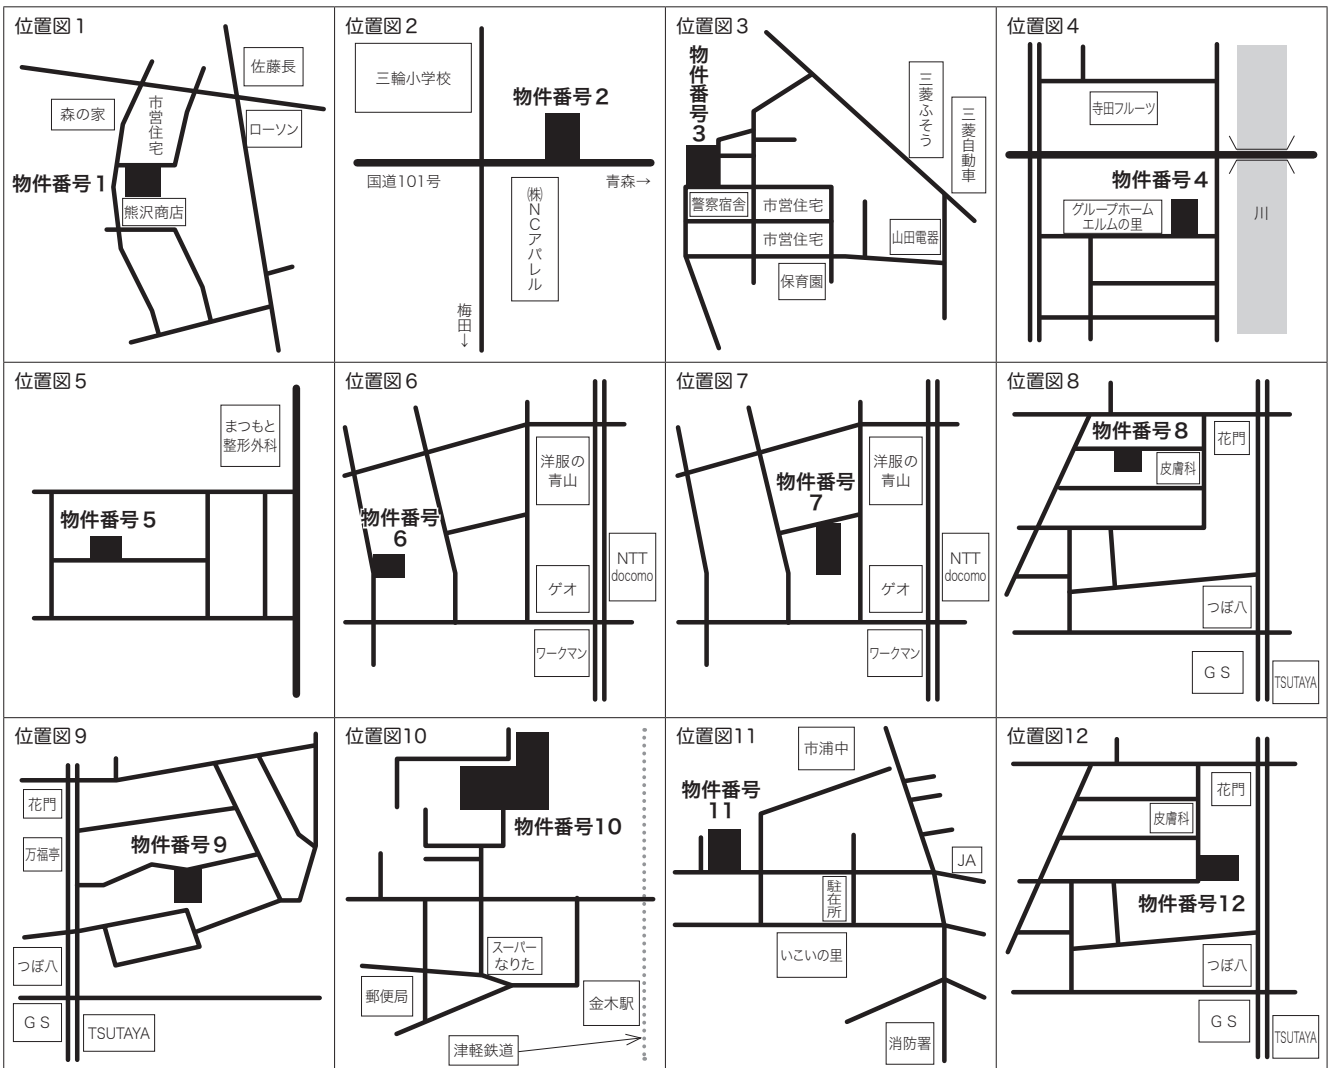 位置図1
佐藤長
森の家
市営住宅
ローソン
物件番号1
熊沢商店
位置図2
三輪小学校
物件番号2
国道101号
青森→
㈱NCアパレル
梅田→
位置図3
物件番号3
三菱ふそう
三菱自動車
警察宿舎
市営住宅
市営住宅
山田電器
保育園
位置図4
寺田フルーツ
物件番号4
グループホーム
エルムの里
川
位置図5
まつもと
整形外科
物件番号5
位置図6
洋服の
青山
物件番号
6
NTT
docomo
ゲオ
ワークマン
位置図7
洋服の
青山
物件番号
7
NTT
docomo
ゲオ
ワークマン
位置図8
物件番号8
花門
皮膚科
つぼ八
GS
TSUTAYA
位置図9
花門
物件番号9
万福亭
つぼ八
GS
TSUTAYA
位置図10
物件番号10
スーパー
なりた
郵便局
金木駅
津軽鉄道
位置図11
市浦中
物件番号
11
JA
駐在所
いこいの里
消防署
位置図12
花門
皮膚科
物件番号12
つぼ八
GS
TSUTAYA